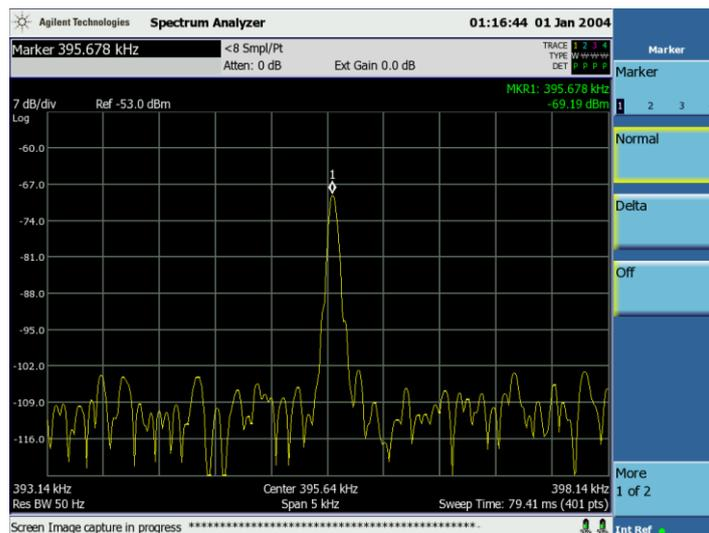 Agilent Technologies Spectrum Analyzer 01:16:44 01 Jan 2004
Marker 395.678 kHz
<8 Smpl/Pt
Atten: 0 dB Ext Gain 0.0 dB
TRACE 1 2 3 4
TYPE W W W W
DET P P P P
MKR1: 395.678 kHz
7 dB/div Ref -53.0 dBm -69.19 dBm
Log
-60.0
-67.0
-74.0
-81.0
-88.0
-95.0
-102.0
-109.0
-116.0
1
393.14 kHz Center 395.64 kHz 398.14 kHz
Res BW 50 Hz Span 5 kHz Sweep Time: 79.41 ms (401 pts)
Screen Image capture in progress **********************************************-
Marker
Marker
1 2 3
Normal
Delta
Off
More
1 of 2
Int Ref